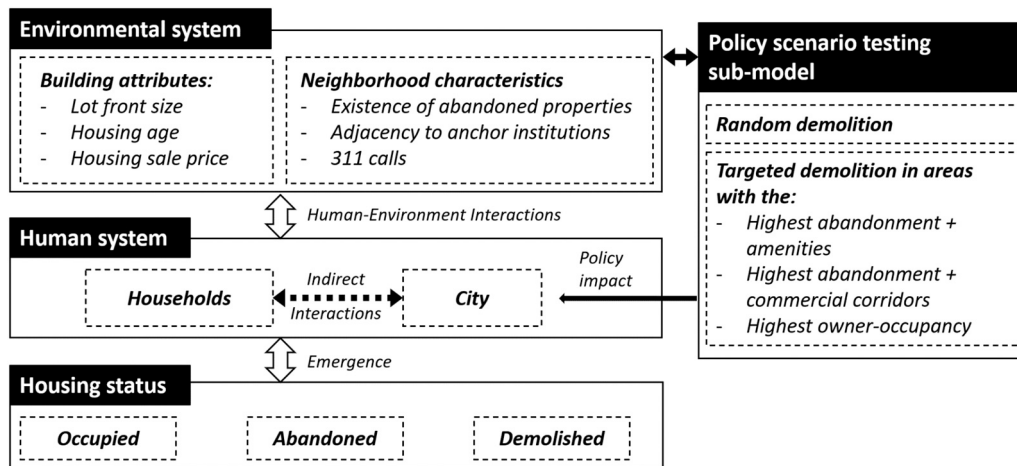 Environmental system
Building attributes:
- Lot front size
- Housing age
- Housing sale price
Neighborhood characteristics
- Existence of abandoned properties
- Adjacency to anchor institutions
- 311 calls
Human-Environment Interactions
Human system
Households
Indirect
Interactions
City
Policy
impact
Emergence
Housing status
Occupied
Abandoned
Demolished
Policy scenario testing
sub-model
Random demolition
Targeted demolition in areas
with the:
- Highest abandonment +
amenities
- Highest abandonment +
commercial corridors
- Highest owner-occupancy